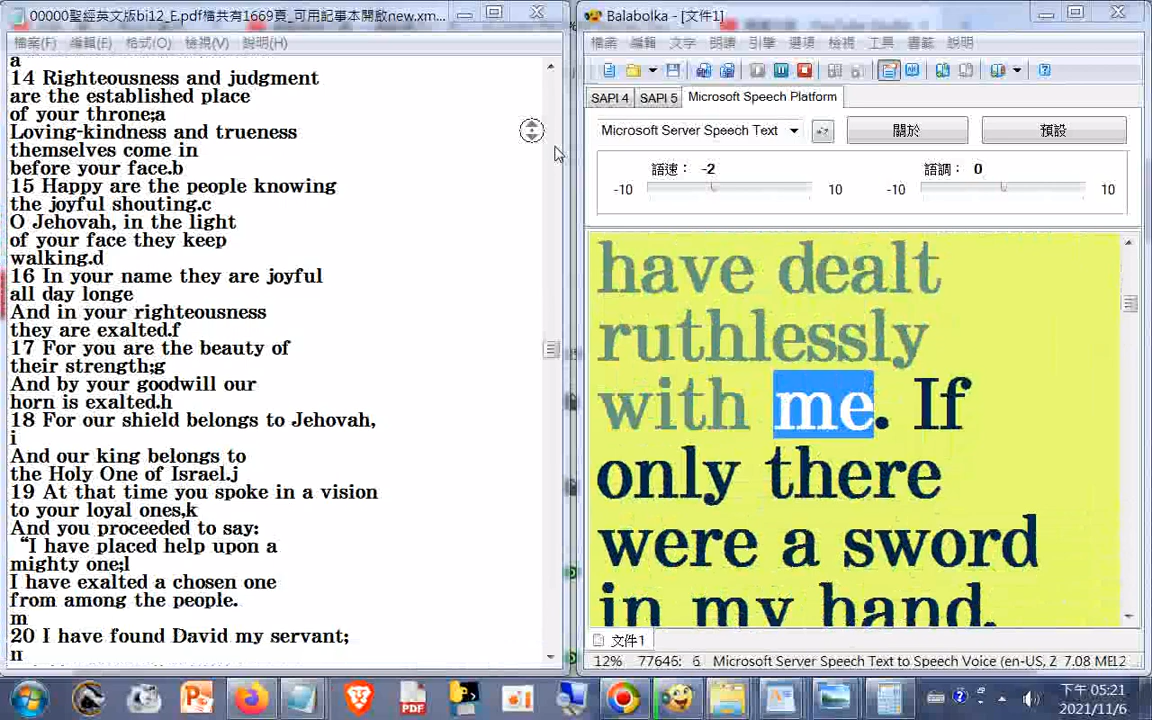 00000聖經英文版bi12_E.pdf檔共有1669頁_可用記事本開啟new.xm...
檔案(F) 編輯(E) 格式(O) 檢視(V) 說明(H)
a
14 Righteousness and judgment
are the established place
of your throne;a
Loving-kindness and trueness
themselves come in
before your face.b
15 Happy are the people knowing
the joyful shouting.c
O Jehovah, in the light
of your face they keep
walking.d
16 In your name they are joyful
all day longe
And in your righteousness
they are exalted.f
17 For you are the beauty of
their strength;g
And by your goodwill our
horn is exalted.h
18 For our shield belongs to Jehovah,
i
And our king belongs to
the Holy One of Israel.j
19 At that time you spoke in a vision
to your loyal ones,k
And you proceeded to say:
“I have placed help upon a
mighty one;l
I have exalted a chosen one
from among the people.
m
20 I have found David my servant;
n
Balabolka - [文件1]
檔案 編輯 文字 朗讀 引擎 選項 檢視 工具 書籤 說明
SAPI 4 SAPI 5 Microsoft Speech Platform
Microsoft Server Speech Text 關於 預設
語速： -2 語調： 0
-10 10 -10 10
have dealt
ruthlessly
with me. If
only there
were a sword
in my hand,
文件1
12% 77646: 6 Microsoft Server Speech Text to Speech Voice (en-US, Z 7.08 ME12
PDF
下午 05:21
2021/11/6